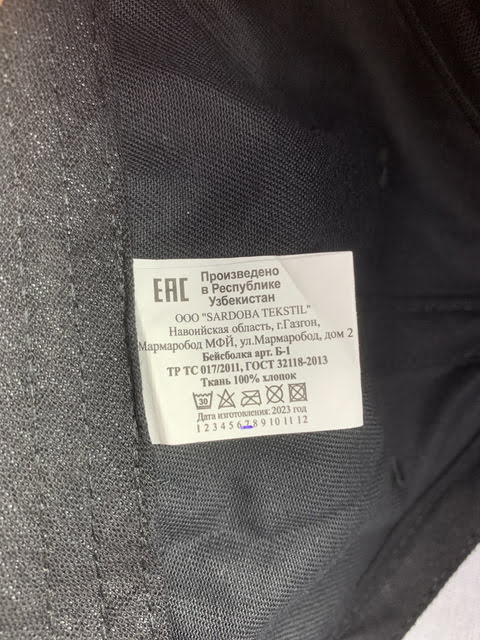 EAC Произведено
в Республике
Узбекистан
ООО "SARDOBA TEKSTIL"
Навоийская область, г.Газгон,
Мармаробод МФЙ, ул.Мармаробод, дом 2
Бейсболка арт. Б-1
ТР ТС 017/2011, ГОСТ 32118-2013
Ткань 100% хлопок
30
Дата изготовления: 2023 год
1 2 3 4 5 6 7 8 9 10 11 12